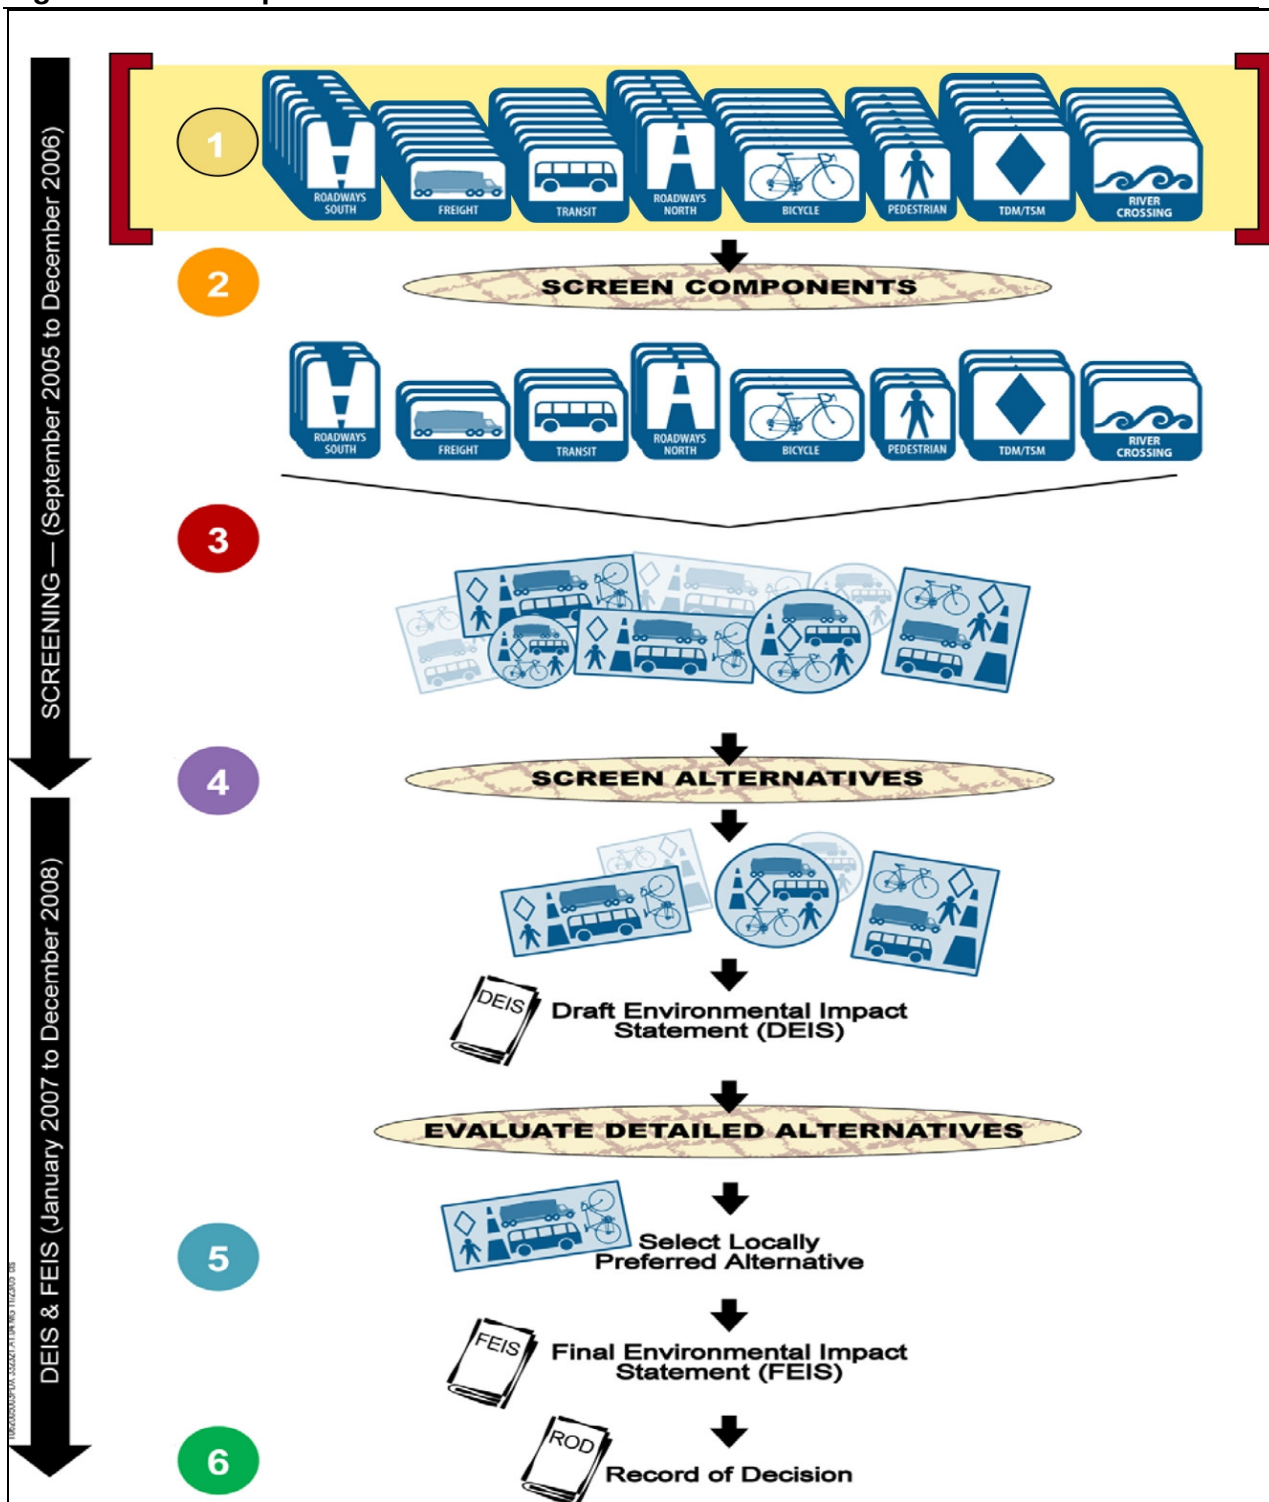 1
ROADWAYS
SOUTH
FREIGHT
TRANSIT
ROADWAYS
NORTH
BICYCLE
PEDESTRIAN
TDM/TSM
RIVER
CROSSING
2
SCREEN COMPONENTS
ROADWAYS
SOUTH
FREIGHT
TRANSIT
ROADWAYS
NORTH
BICYCLE
PEDESTRIAN
TDM/TSM
RIVER
CROSSING
SCREENING — (September 2005 to December 2006)
3
4
SCREEN ALTERNATIVES
DEIS
Draft Environmental Impact
Statement (DEIS)
EVALUATE DETAILED ALTERNATIVES
DEIS & FEIS (January 2007 to December 2008)
5
Select Locally
Preferred Alternative
FEIS
Final Environmental Impact
Statement (FEIS)
6
ROD
Record of Decision